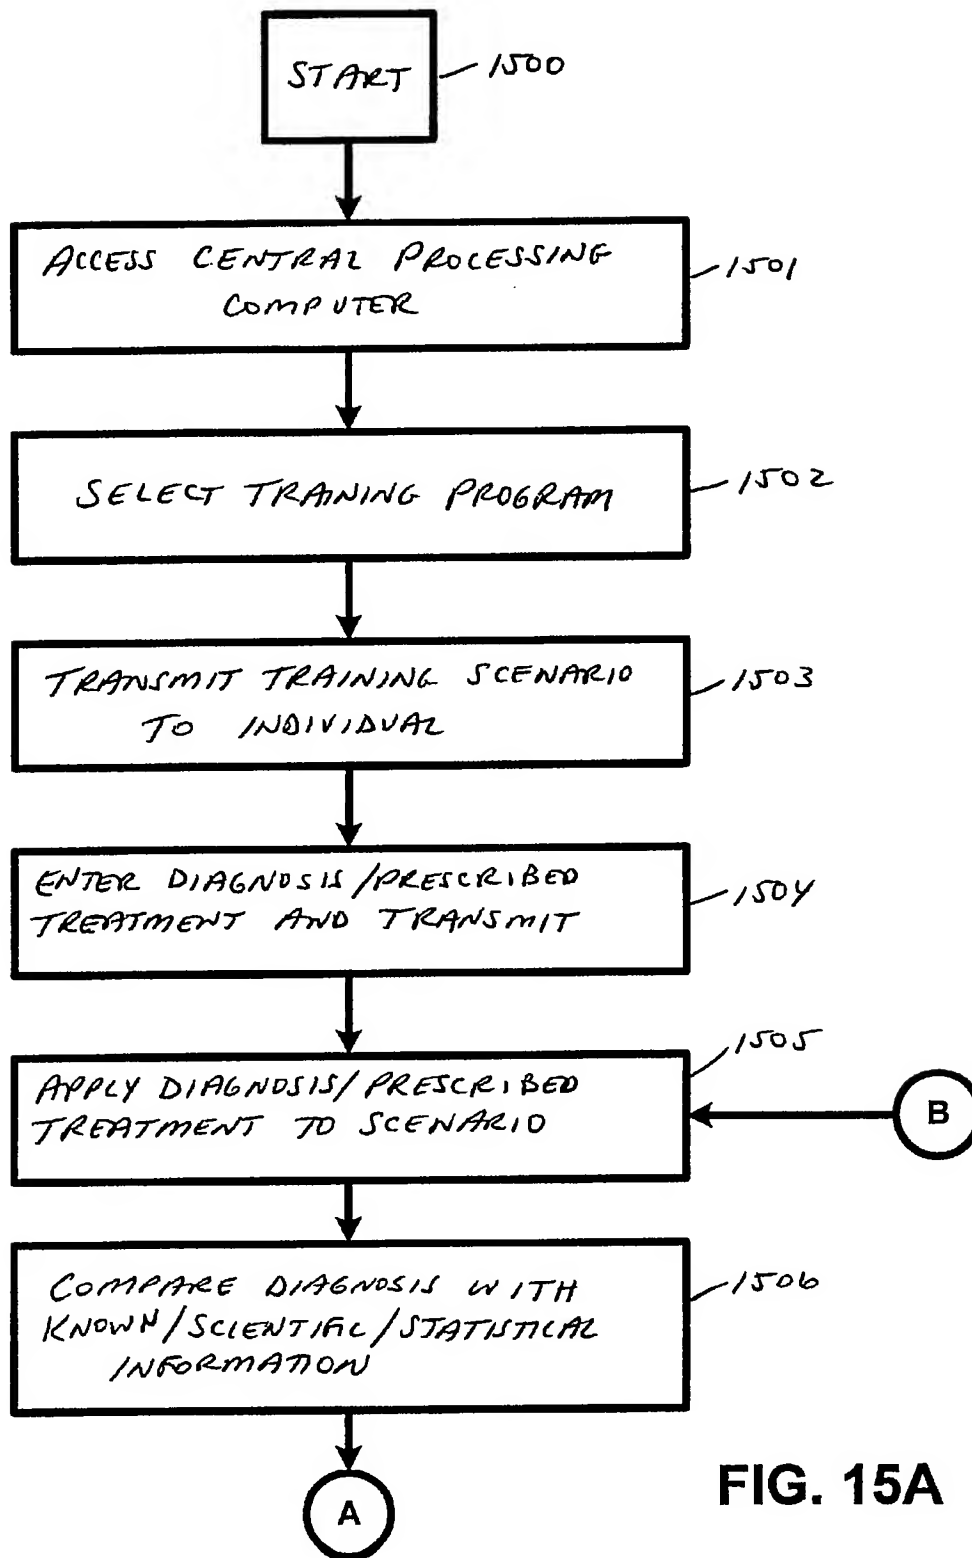 START
1500
ACCESS CENTRAL PROCESSING
COMPUTER
1501
SELECT TRAINING PROGRAM
1502
TRANSMIT TRAINING SCENARIO
TO INDIVIDUAL
1503
ENTER DIAGNOSIS/PRESCRIBED
TREATMENT AND TRANSMIT
1504
1505
APPLY DIAGNOSIS/PRESCRIBED
TREATMENT TO SCENARIO
B
COMPARE DIAGNOSIS WITH
KNOWN/SCIENTIFIC/STATISTICAL
INFORMATION
1506
A
FIG. 15A